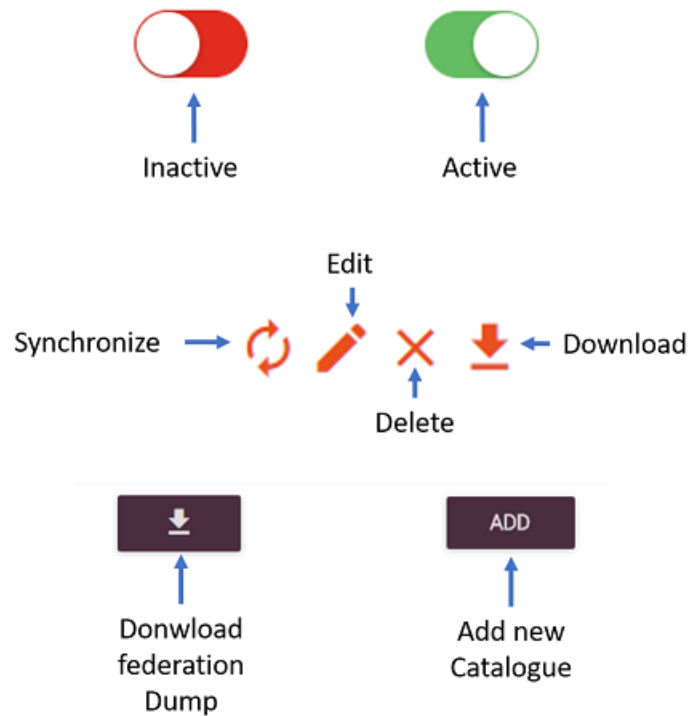 Inactive
Active
Edit
Synchronize
Download
Delete
ADD
Donwload
federation
Dump
Add new
Catalogue